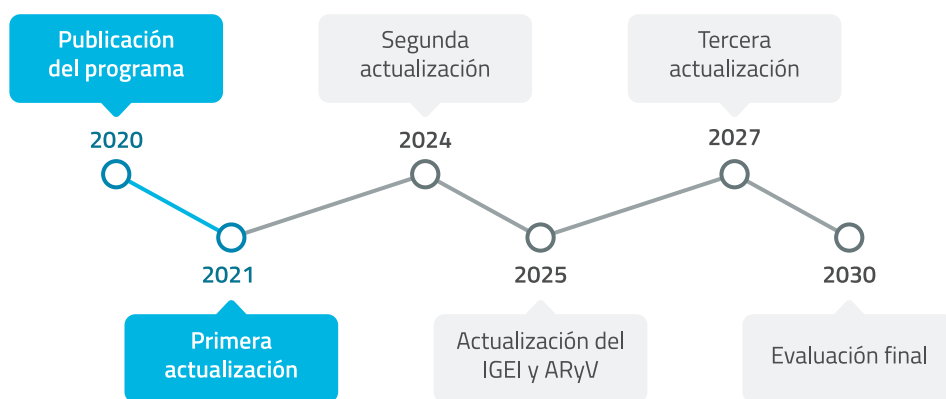 Publicación
del programa
2020
Segunda
actualización
2024
Tercera
actualización
2027
2021
Primera
actualización
2025
Actualización del
IGEI y ARyV
2030
Evaluación final